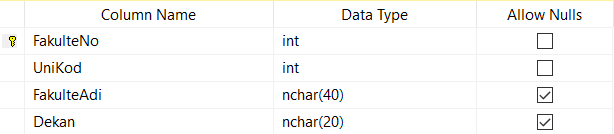 Column Name Data Type Allow Nulls
FakulteNo int
UniKod int
FakulteAdi nchar(40)
Dekan nchar(20)